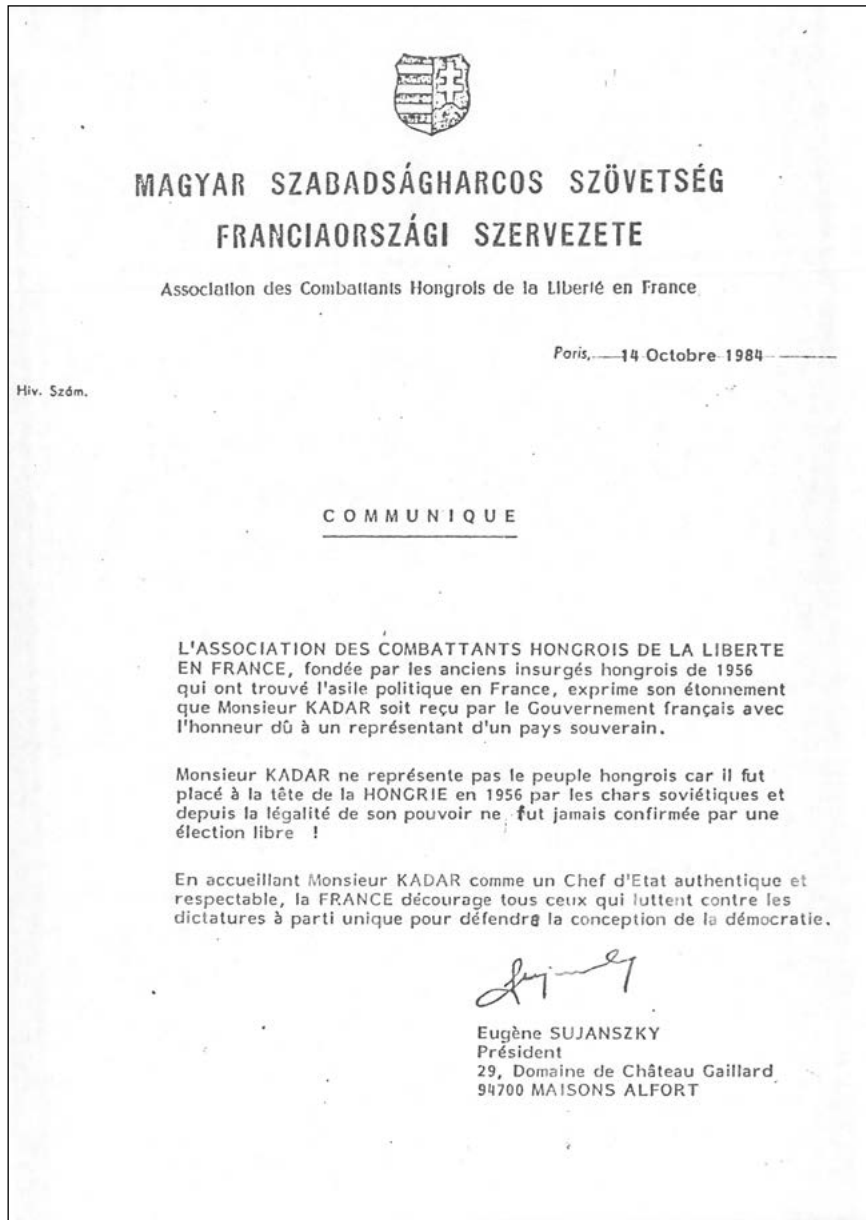 MAGYAR SZABADSÁGHARCOS SZÖVETSÉG
FRANCIAORSZÁGI SZERVEZETE
Association des Combattants Hongrois de la Liberté en France
Paris, 14 Octobre 1984
Hiv. Szám.
COMMUNIQUE
L'ASSOCIATION DES COMBATTANTS HONGROIS DE LA LIBERTE
EN FRANCE, fondée par les anciens insurgés hongrois de 1956
qui ont trouvé l'asile politique en France, exprime son étonnement
que Monsieur KADAR soit reçu par le Gouvernement français avec
l'honneur dû à un représentant d'un pays souverain.
Monsieur KADAR ne représente pas le peuple hongrois car il fut
placé à la tête de la HONGRIE en 1956 par les chars soviétiques et
depuis la légalité de son pouvoir ne fut jamais confirmée par une
élection libre !
En accueillant Monsieur KADAR comme un Chef d'Etat authentique et
respectable, la FRANCE décourage tous ceux qui luttent contre les
dictatures à parti unique pour défendre la conception de la démocratie.
Eugène SUJANSZKY
Président
29, Domaine de Château Gaillard
94700 MAISONS ALFORT